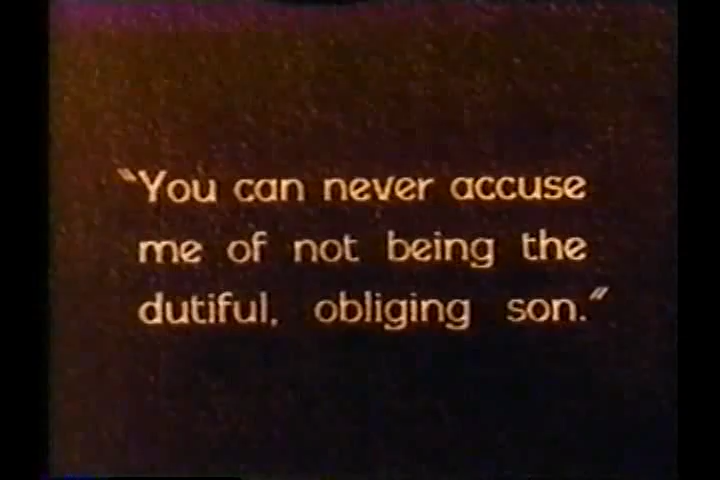 "You can never accuse
me of not being the
dutiful, obliging son."